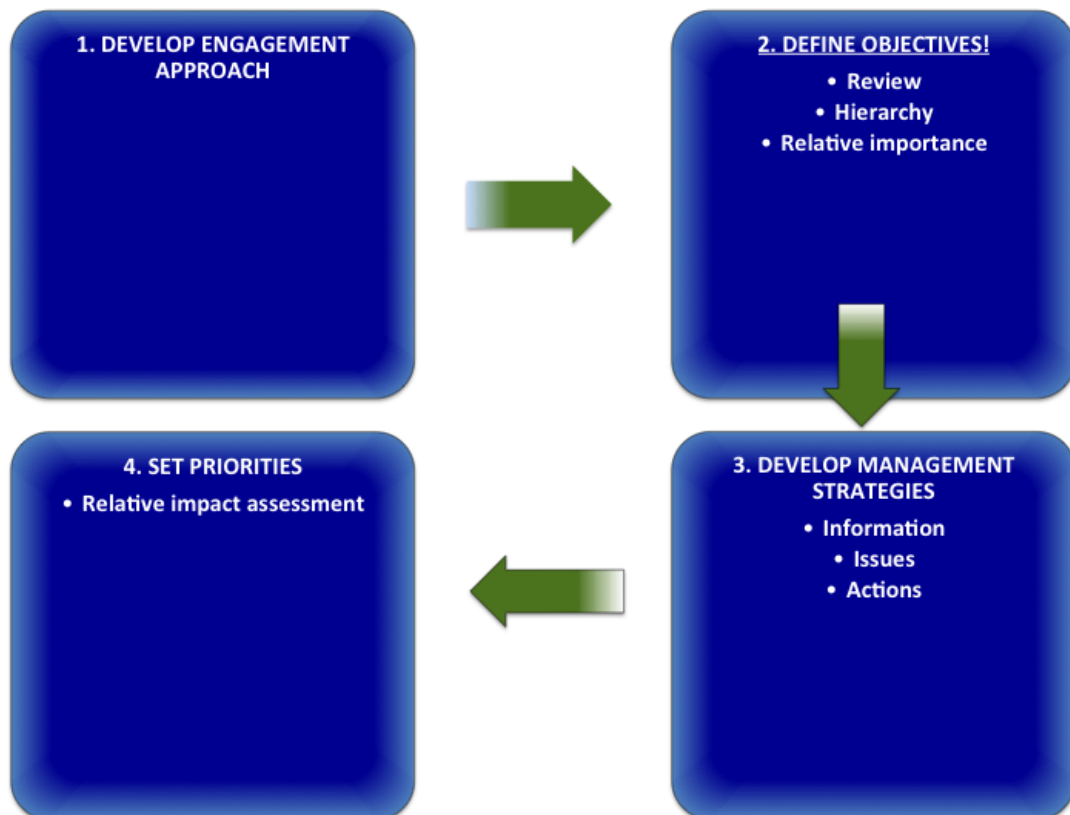 1. DEVELOP ENGAGEMENT
APPROACH
2. DEFINE OBJECTIVES!
• Review
• Hierarchy
• Relative importance
3. DEVELOP MANAGEMENT
STRATEGIES
• Information
• Issues
• Actions
4. SET PRIORITIES
• Relative impact assessment